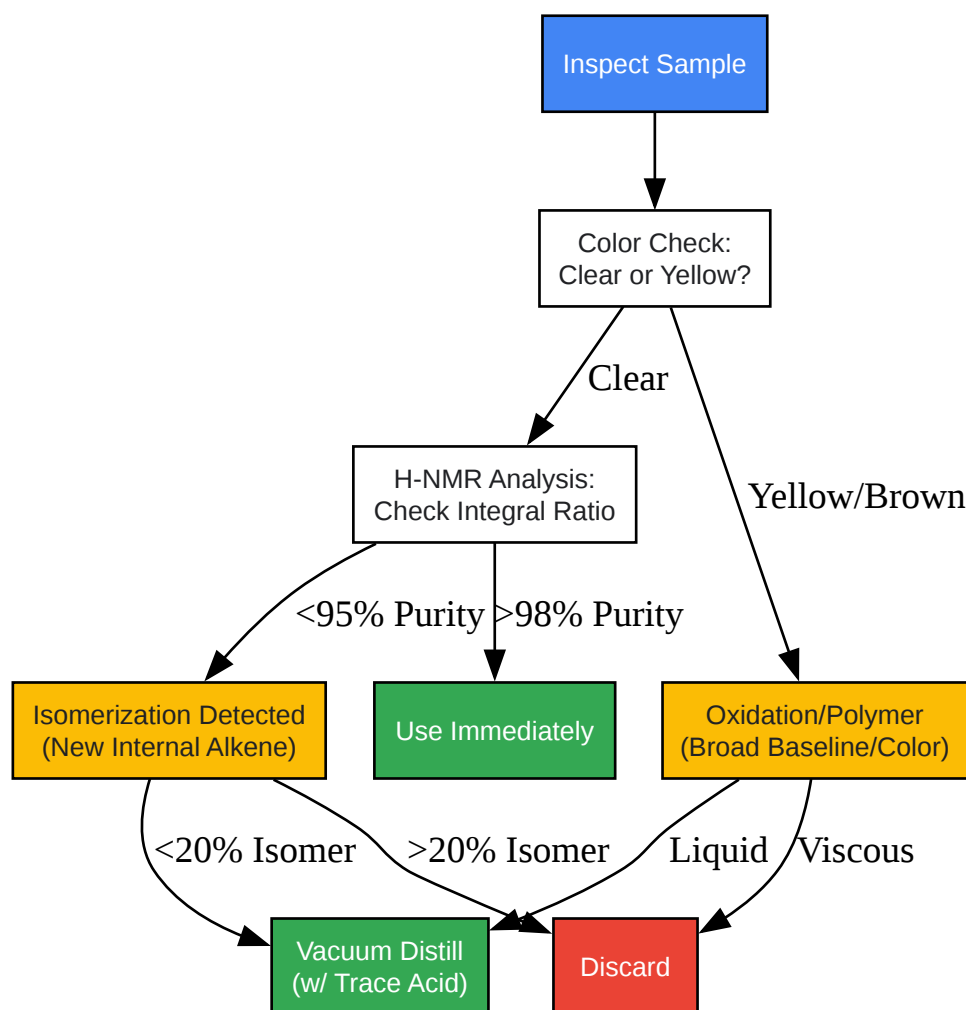 Inspect Sample
Color Check:
Clear or Yellow?
Clear
H-NMR Analysis:
Check Integral Ratio
Yellow/Brown
<95% Purity
>98% Purity
Isomerization Detected
(New Internal Alkene)
Use Immediately
Oxidation/Polymer
(Broad Baseline/Color)
<20% Isomer
>20% Isomer
Liquid
Viscous
Vacuum Distill
(w/ Trace Acid)
Discard